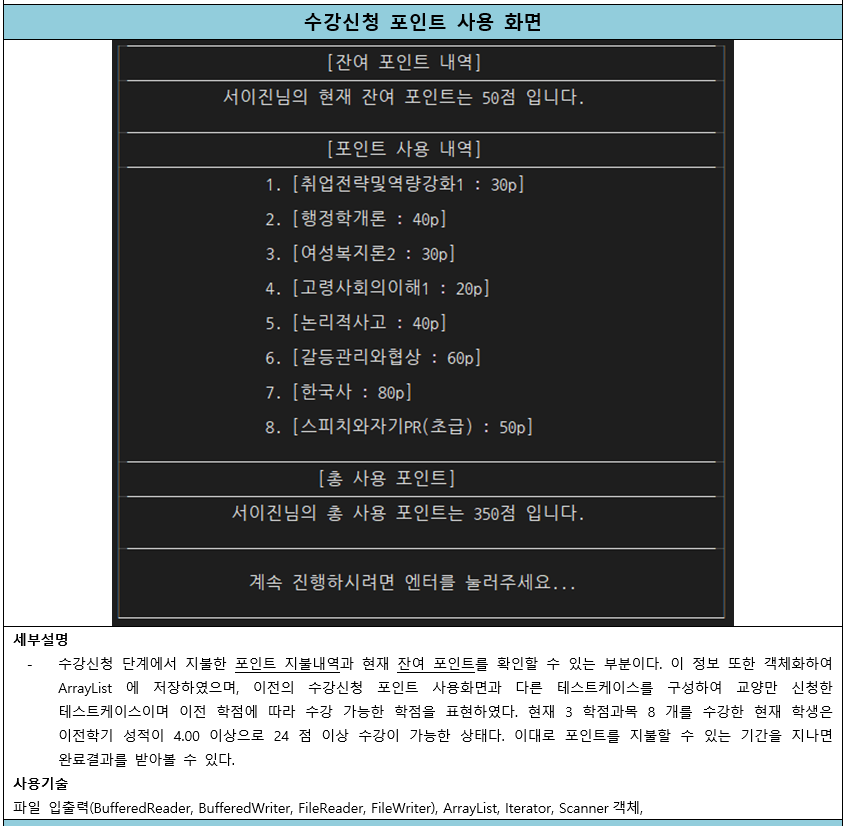 수강신청 포인트 사용 화면
[잔여 포인트 내역]
서이진님의 현재 잔여 포인트는 50점 입니다.
[포인트 사용 내역]
1. [취업전략및역량강화1 : 30p]
2. [행정학개론 : 40p]
3. [여성복지론2 : 30p]
4. [고령사회의이해1 : 20p]
5. [논리적사고 : 40p]
6. [갈등관리와협상 : 60p]
7. [한국사 : 80p]
8. [스피치와자기PR(초급) : 50p]
[총 사용 포인트]
서이진님의 총 사용 포인트는 350점 입니다.
계속 진행하시려면 엔터를 눌러주세요...
세부설명
- 수강신청 단계에서 지불한 포인트 지불내역과 현재 잔여 포인트를 확인할 수 있는 부분이다. 이 정보 또한 객체화하여
ArrayList 에 저장하였으며, 이전의 수강신청 포인트 사용화면과 다른 테스트케이스를 구성하여 교양만 신청한
테스트케이스이며 이전 학점에 따라 수강 가능한 학점을 표현하였다. 현재 3 학점과목 8 개를 수강한 현재 학생은
이전학기 성적이 4.00 이상으로 24 점 이상 수강이 가능한 상태다. 이대로 포인트를 지불할 수 있는 기간을 지나면
완료결과를 받아볼 수 있다.
사용기술
파일 입출력(BufferedReader, BufferedWriter, FileReader, FileWriter), ArrayList, Iterator, Scanner 객체,